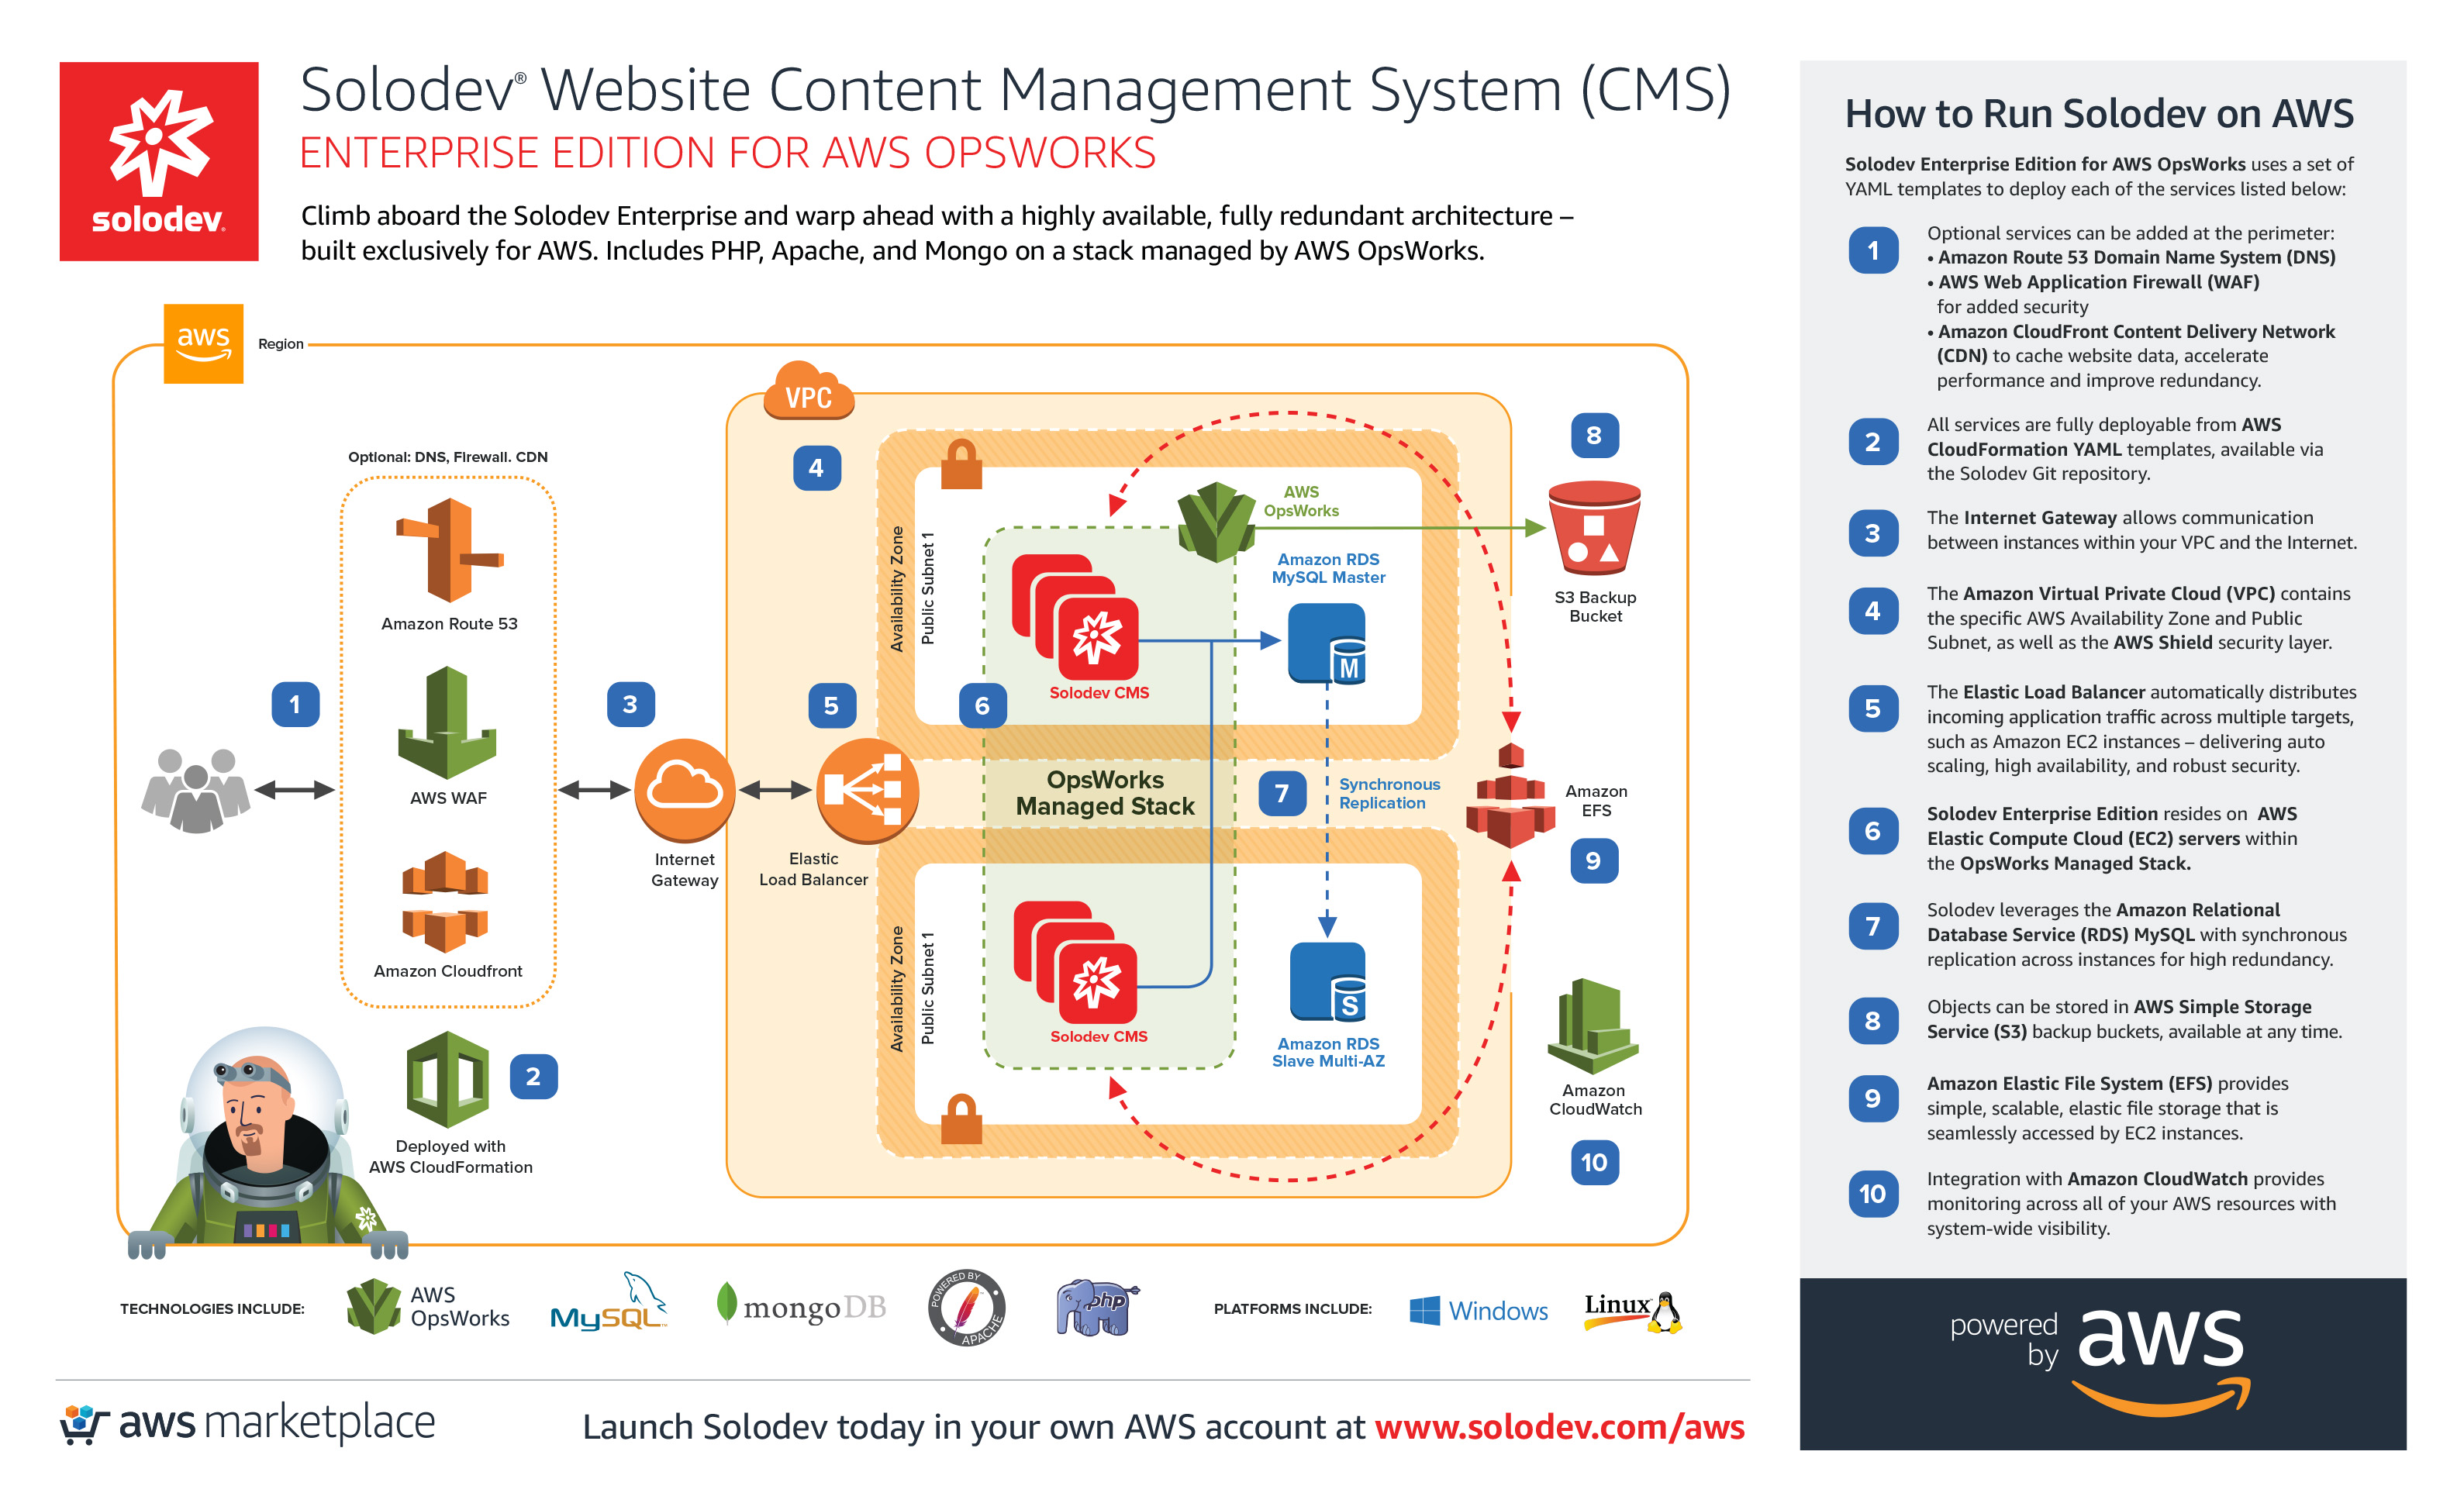 solodev.
Solodev® Website Content Management System (CMS)
ENTERPRISE EDITION FOR AWS OPSWORKS
Climb aboard the Solodev Enterprise and warp ahead with a highly available, fully redundant architecture –
built exclusively for AWS. Includes PHP, Apache, and Mongo on a stack managed by AWS OpsWorks.
aws
Region
VPC
4
8
Optional: DNS, Firewall. CDN
Amazon Route 53
AWS WAF
Amazon Cloudfront
1
3
5
6
Internet
Gateway
Elastic
Load Balancer
Availability Zone
Public Subnet 1
AWS
OpsWorks
Amazon RDS
MySQL Master
M
Solodev CMS
S3 Backup
Bucket
OpsWorks
Managed Stack
7
Synchronous
Replication
Amazon
EFS
9
Availability Zone
Public Subnet 1
Solodev CMS
S
Amazon RDS
Slave Multi-AZ
Amazon
CloudWatch
10
2
Deployed with
AWS CloudFormation
TECHNOLOGIES INCLUDE:
AWS
OpsWorks
MySQL™
mongoDB
POWERED BY
APACHE
php
PLATFORMS INCLUDE:
Windows
Linux
aws marketplace
Launch Solodev today in your own AWS account at www.solodev.com/aws
How to Run Solodev on AWS
Solodev Enterprise Edition for AWS OpsWorks uses a set of
YAML templates to deploy each of the services listed below:
1
Optional services can be added at the perimeter:
• Amazon Route 53 Domain Name System (DNS)
• AWS Web Application Firewall (WAF)
for added security
• Amazon CloudFront Content Delivery Network
(CDN) to cache website data, accelerate
performance and improve redundancy.
2
All services are fully deployable from AWS
CloudFormation YAML templates, available via
the Solodev Git repository.
3
The Internet Gateway allows communication
between instances within your VPC and the Internet.
4
The Amazon Virtual Private Cloud (VPC) contains
the specific AWS Availability Zone and Public
Subnet, as well as the AWS Shield security layer.
5
The Elastic Load Balancer automatically distributes
incoming application traffic across multiple targets,
such as Amazon EC2 instances – delivering auto
scaling, high availability, and robust security.
6
Solodev Enterprise Edition resides on AWS
Elastic Compute Cloud (EC2) servers within
the OpsWorks Managed Stack.
7
Solodev leverages the Amazon Relational
Database Service (RDS) MySQL with synchronous
replication across instances for high redundancy.
8
Objects can be stored in AWS Simple Storage
Service (S3) backup buckets, available at any time.
9
Amazon Elastic File System (EFS) provides
simple, scalable, elastic file storage that is
seamlessly accessed by EC2 instances.
10
Integration with Amazon CloudWatch provides
monitoring across all of your AWS resources with
system-wide visibility.
powered
by
aws